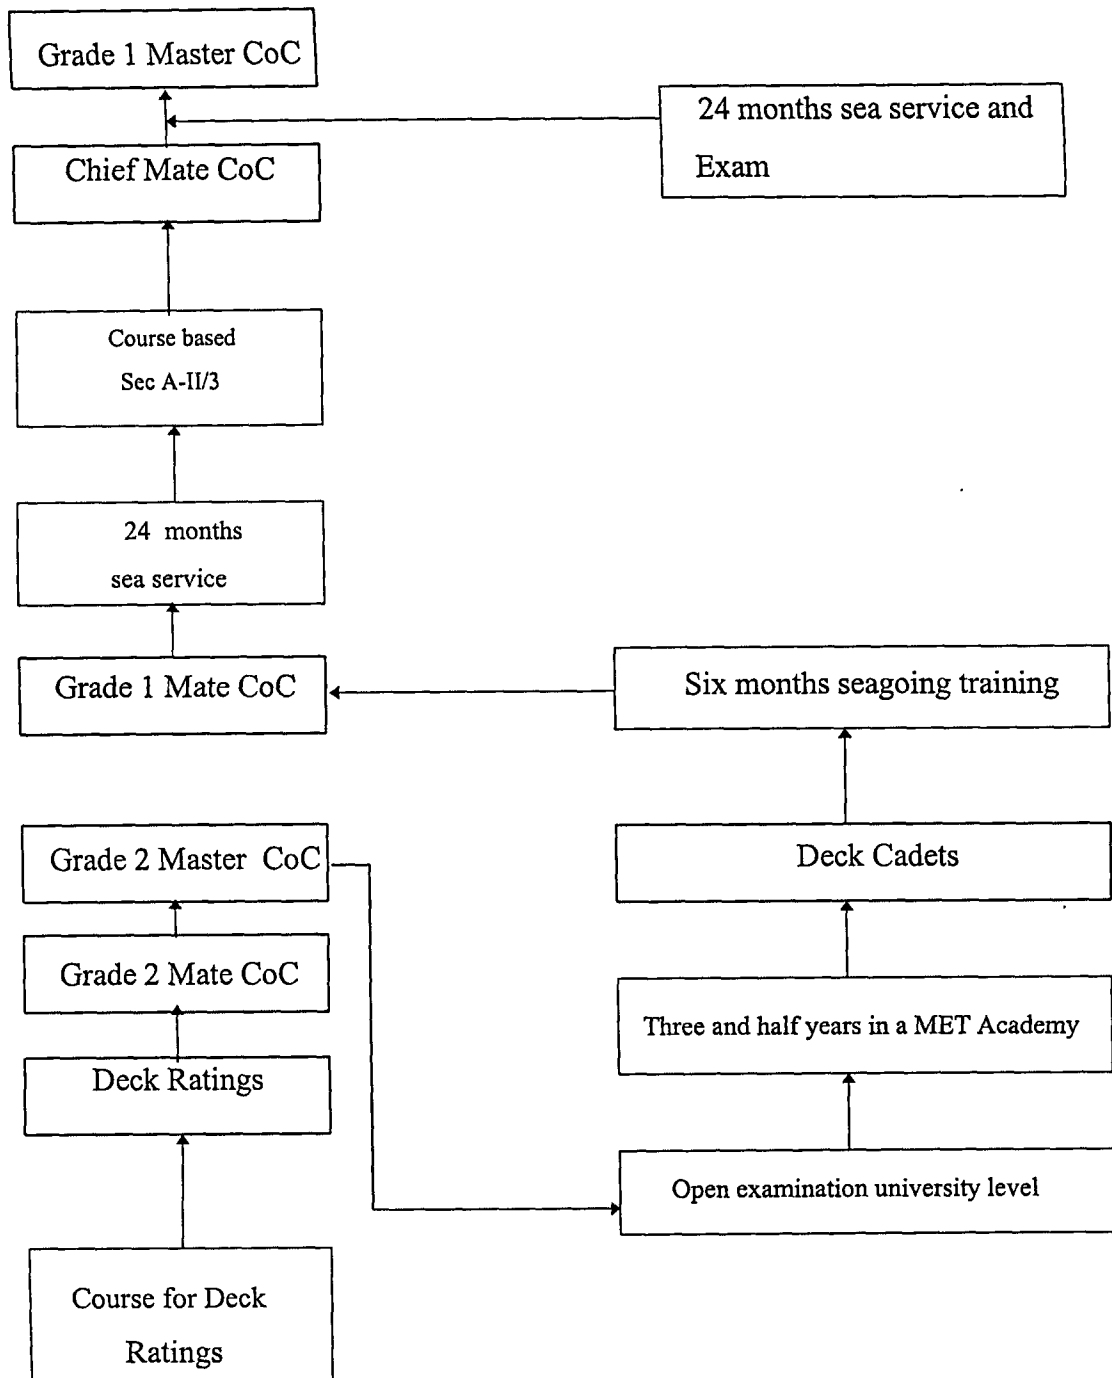 Grade 1 Master CoC
24 months sea service and
Exam
Chief Mate CoC
Course based
Sec A-II/3
24 months
sea service
Grade 1 Mate CoC
Six months seagoing training
Grade 2 Master CoC
Deck Cadets
Grade 2 Mate CoC
Three and half years in a MET Academy
Deck Ratings
Open examination university level
Course for Deck
Ratings